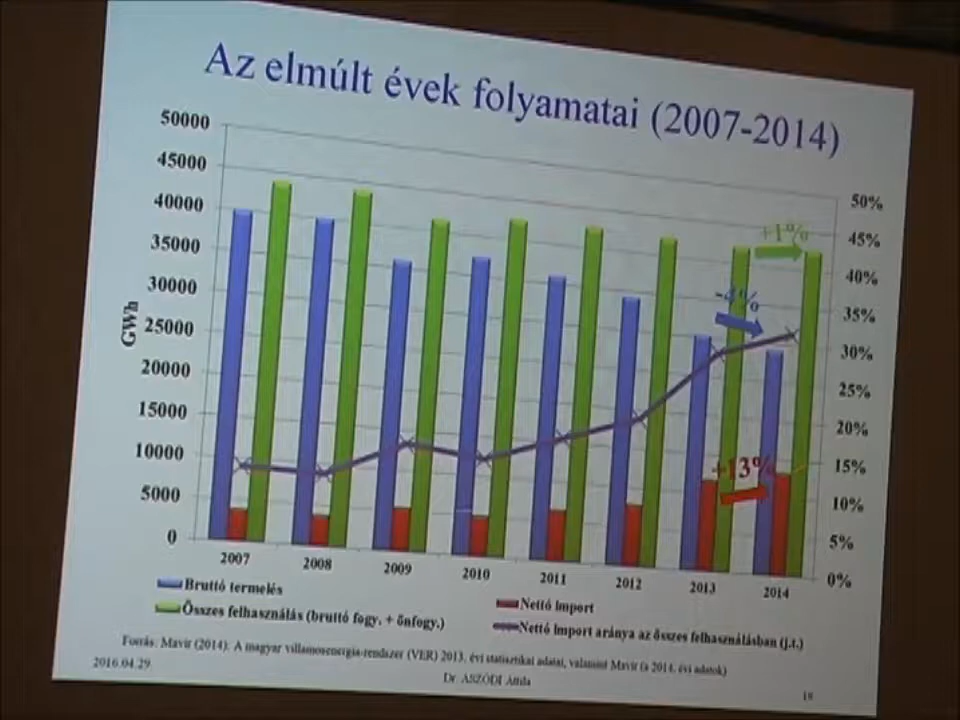 Az elmúlt évek folyamatai (2007-2014)
50000
45000
40000
35000
30000
25000
20000
15000
10000
5000
0
GWh
50%
45%
40%
35%
30%
25%
20%
15%
10%
5%
0%
+1%
-4%
+13%
2007 2008 2009 2010 2011 2012 2013 2014
Bruttó termelés
Nettó import
Összes felhasználás (bruttó fogy. + önfogy.)
Nettó import aránya az összes felhasználásban (j.t.)
Forrás: Mavir (2014): A magyar villamosenergia-rendszer (VER) 2013. évi statisztikai adatai, valamint Mavir (a 2014. évi adatok)
2016.04.29.
Dr. ASZÓDI Attila